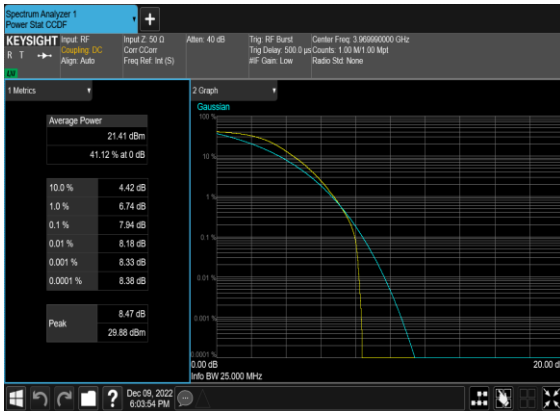 Spectrum Analyzer 1
Power Stat CCDF
+
KEYSIGHT
R T
LM
Input: RF
Coupling: DC
Align: Auto
Input Z: 50 Ω
Corr CCorr
Freq Ref: Int (S)
Atten: 40 dB
Trig: RF Burst
Trig Delay: 500.0 µs
#IF Gain: Low
Center Freq: 3.969990000 GHz
Counts: 1.00 M/1.00 Mpt
Radio Std: None
1 Metrics
Average Power
21.41 dBm
41.12 % at 0 dB
10.0 % 4.42 dB
1.0 % 6.74 dB
0.1 % 7.94 dB
0.01 % 8.18 dB
0.001 % 8.33 dB
0.0001 % 8.38 dB
Peak
8.47 dB
29.88 dBm
2 Graph
Gaussian
100 %
10 %
1 %
0.1 %
0.01 %
0.001 %
0.0001 %
0.00 dB
20.00 d
Info BW 25.000 MHz
?
Dec 09, 2022
6:03:54 PM